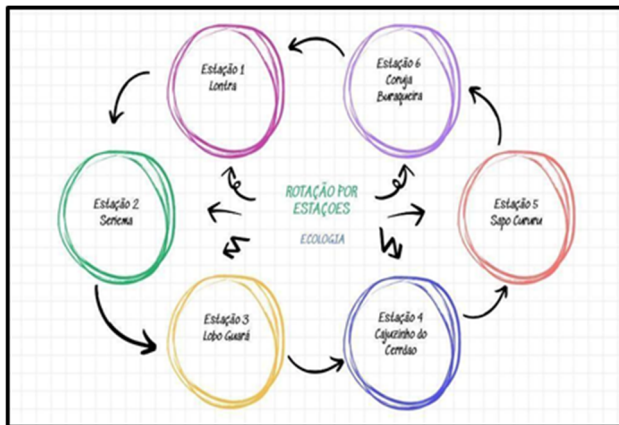 Estação 1
Lontra
Estação 6
Coruja
Buraqueira
Estação 2
Seriema
ROTAÇÃO POR
ESTAÇOES
ECOLOGIA
Estação 5
Sapo Cururu
Estação 3
Lobo Guará
Estação 4
Cajuzinho do
Cerrdao